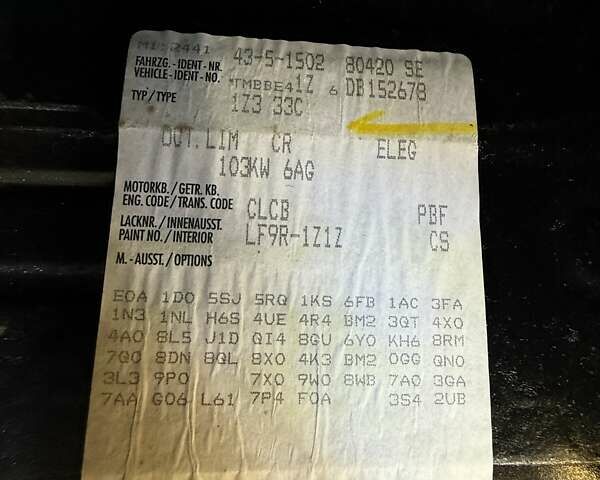 M1: 2441 43-5-1502 80420 SE
FAHRZG. - IDENT - NR.
VEHICLE - IDENT - NO. *TMBBE41Z 6 DB152678
TYP / TYPE 1Z3 33C
OCT. LIM CR ELEG
103KW 6AG
MOTORKB. / GETR. KB.
ENG. CODE / TRANS. CODE CLCB PBF
LACKNR. / INNENAUSST.
PAINT NO. / INTERIOR LF9R-1Z1Z CS
M. - AUSST. / OPTIONS
E0A 1D0 5SJ 5RQ 1KS 6FB 1AC 3FA
1N3 1NL H6S 4UE 4R4 BM2 3QT 4X0
4A0 8L5 J1D QI4 8GU 6Y0 KH6 8RM
7Q0 8DN 8QL 8X0 4K3 BM2 0GG QN0
3L3 9P0 7X0 9W0 8WB 7A0 3GA
7AA G06 L61 7P4 F0A 3S4 2UB